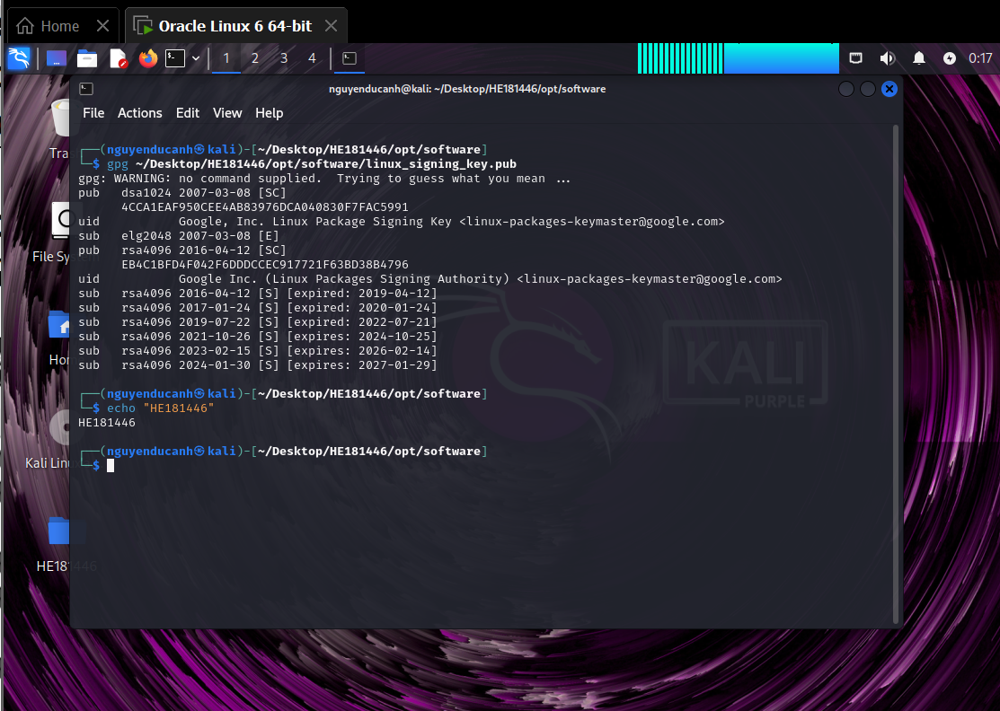 Home
Oracle Linux 6 64-bit
1 2 3 4
0:17
nguyenducanh@kali: ~/Desktop/HE181446/opt/software
File Actions Edit View Help
┌──(nguyenducanh㉿kali)-[~/Desktop/HE181446/opt/software]
└─$ gpg ~/Desktop/HE181446/opt/software/linux_signing_key.pub
gpg: WARNING: no command supplied.  Trying to guess what you mean ...
pub   dsa1024 2007-03-08 [SC]
      4CCA1EAF950CEE4AB83976DCA040830F7FAC5991
uid           Google, Inc. Linux Package Signing Key <linux-packages-keymaster@google.com>
sub   elg2048 2007-03-08 [E]
pub   rsa4096 2016-04-12 [SC]
      EB4C1BFD4F042F6DDDCCEC917721F63BD38B4796
uid           Google Inc. (Linux Packages Signing Authority) <linux-packages-keymaster@google.com>
sub   rsa4096 2016-04-12 [S] [expired: 2019-04-12]
sub   rsa4096 2017-01-24 [S] [expired: 2020-01-24]
sub   rsa4096 2019-07-22 [S] [expired: 2022-07-21]
sub   rsa4096 2021-10-26 [S] [expires: 2024-10-25]
sub   rsa4096 2023-02-15 [S] [expires: 2026-02-14]
sub   rsa4096 2024-01-30 [S] [expires: 2027-01-29]
┌──(nguyenducanh㉿kali)-[~/Desktop/HE181446/opt/software]
└─$ echo "HE181446"
HE181446
┌──(nguyenducanh㉿kali)-[~/Desktop/HE181446/opt/software]
└─$
Tra
File Sy
Hor
Kali Linu
HE181446
KALI
PURPLE